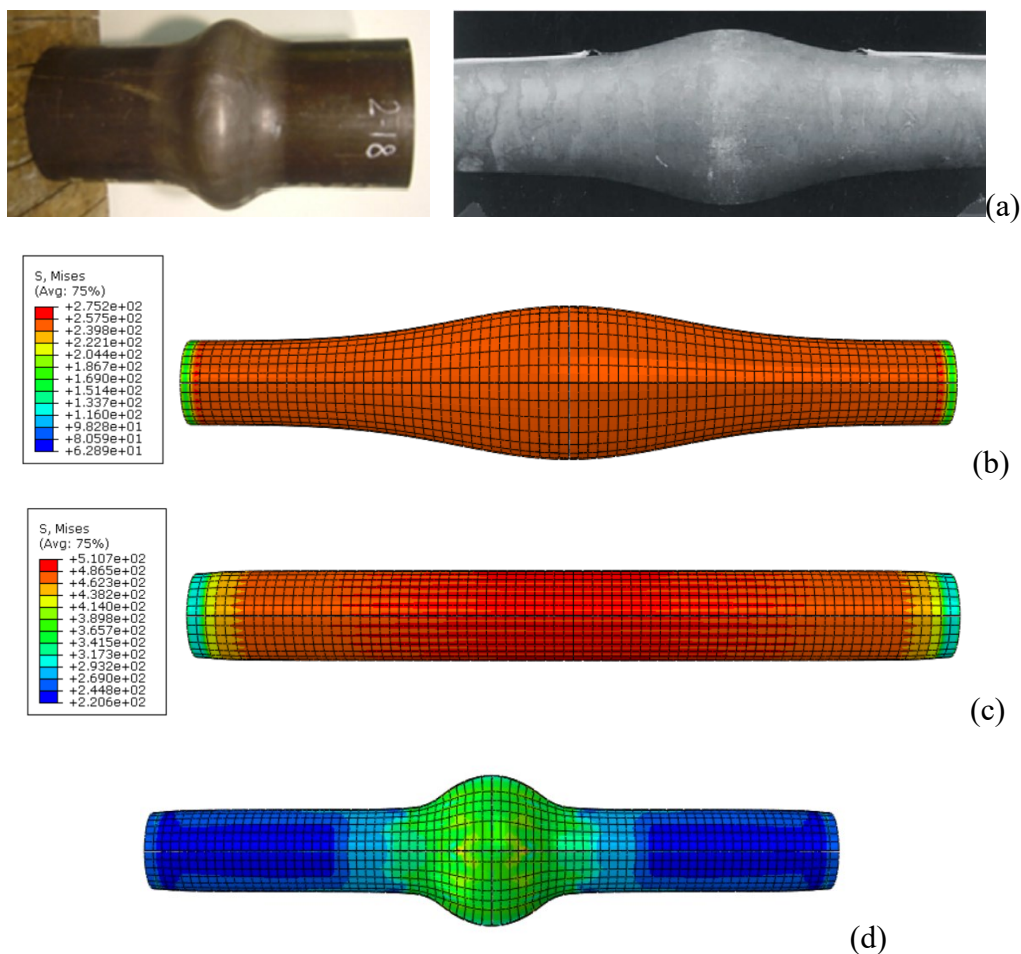 2-18
(a)
S, Mises
(Avg: 75%)
+2.752e+02
+2.575e+02
+2.398e+02
+2.221e+02
+2.044e+02
+1.867e+02
+1.690e+02
+1.514e+02
+1.337e+02
+1.160e+02
+9.828e+01
+8.059e+01
+6.289e+01
(b)
S, Mises
(Avg: 75%)
+5.107e+02
+4.865e+02
+4.623e+02
+4.382e+02
+4.140e+02
+3.898e+02
+3.657e+02
+3.415e+02
+3.173e+02
+2.932e+02
+2.690e+02
+2.448e+02
+2.206e+02
(c)
(d)